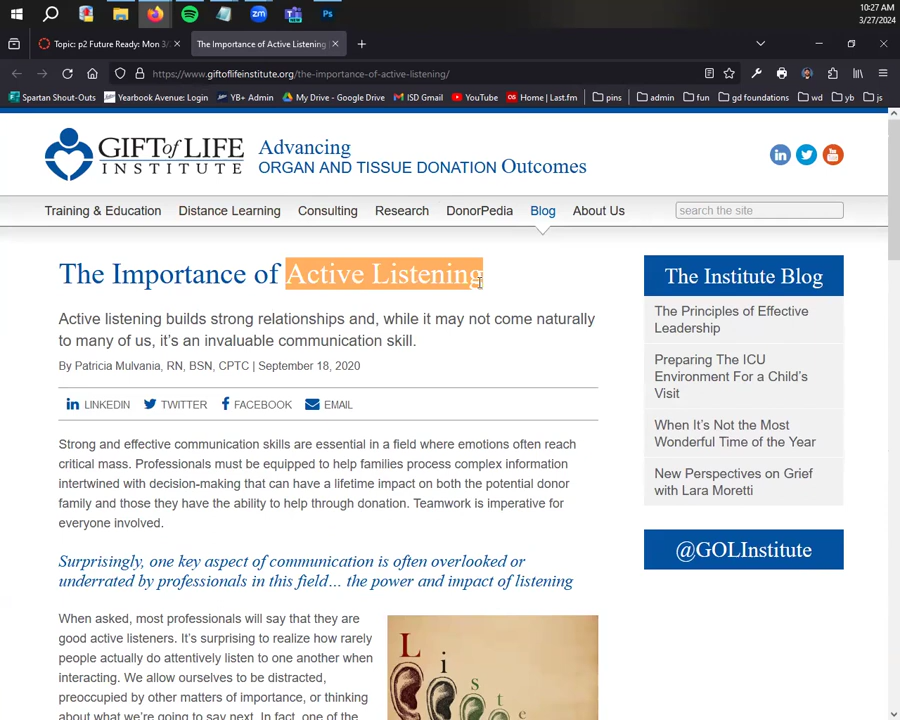 10:27 AM
3/27/2024
Topic: p2 Future Ready: Mon 3/
The Importance of Active Listening
https://www.giftoflifeinstitute.org/the-importance-of-active-listening/
Spartan Shout-Outs
Yearbook Avenue: Login
YB+ Admin
My Drive - Google Drive
ISD Gmail
YouTube
Home | Last.fm
pins
admin
fun
gd foundations
wd
yb
js
GIFT of LIFE
INSTITUTE
Advancing
ORGAN AND TISSUE DONATION Outcomes
Training & Education
Distance Learning
Consulting
Research
DonorPedia
Blog
About Us
search the site
The Importance of Active Listening
Active listening builds strong relationships and, while it may not come naturally
to many of us, it’s an invaluable communication skill.
By Patricia Mulvania, RN, BSN, CPTC | September 18, 2020
LINKEDIN
TWITTER
FACEBOOK
EMAIL
Strong and effective communication skills are essential in a field where emotions often reach
critical mass. Professionals must be equipped to help families process complex information
intertwined with decision-making that can have a lifetime impact on both the potential donor
family and those they have the ability to help through donation. Teamwork is imperative for
everyone involved.
Surprisingly, one key aspect of communication is often overlooked or
underrated by professionals in this field… the power and impact of listening
When asked, most professionals will say that they are
good active listeners. It’s surprising to realize how rarely
people actually do attentively listen to one another when
interacting. We allow ourselves to be distracted,
preoccupied by other matters of importance, or thinking
about what we’re going to say next. In fact, one of the
L
i
s
t
e
The Institute Blog
The Principles of Effective
Leadership
Preparing The ICU
Environment For a Child’s
Visit
When It’s Not the Most
Wonderful Time of the Year
New Perspectives on Grief
with Lara Moretti
@GOLInstitute